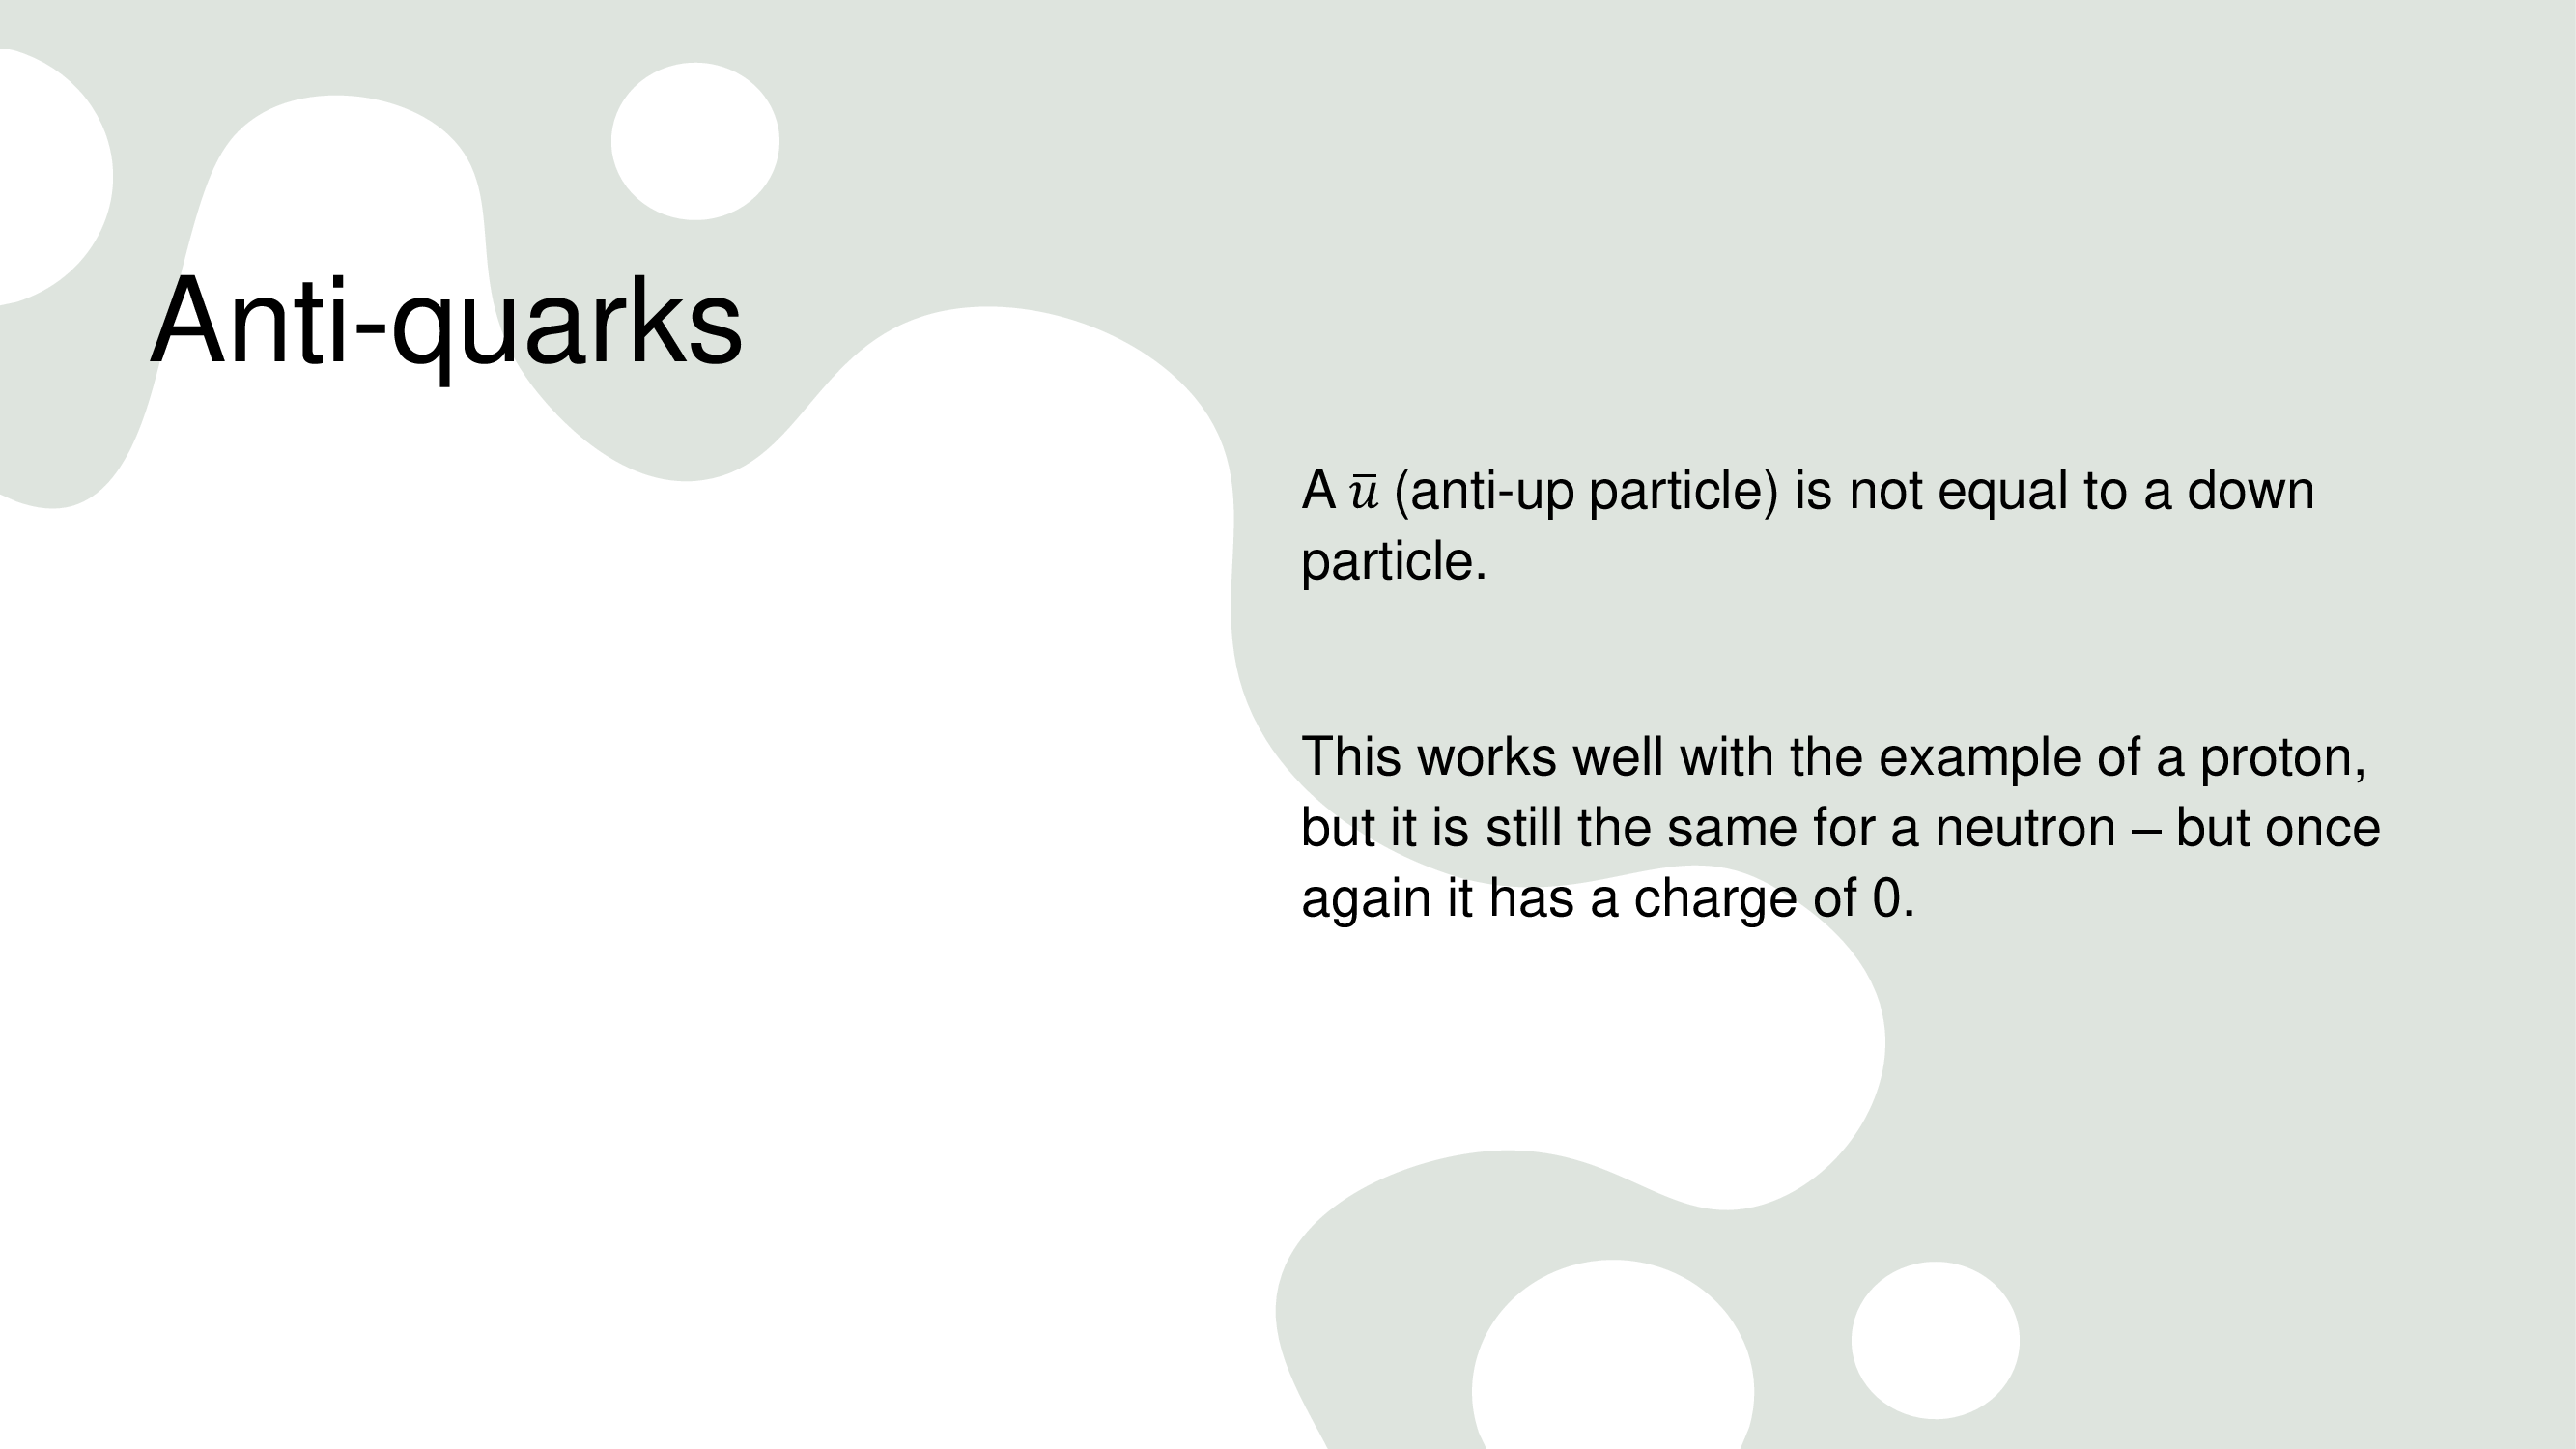 Anti-quarks
A u̅ (anti-up particle) is not equal to a down
particle.
This works well with the example of a proton,
but it is still the same for a neutron – but once
again it has a charge of 0.